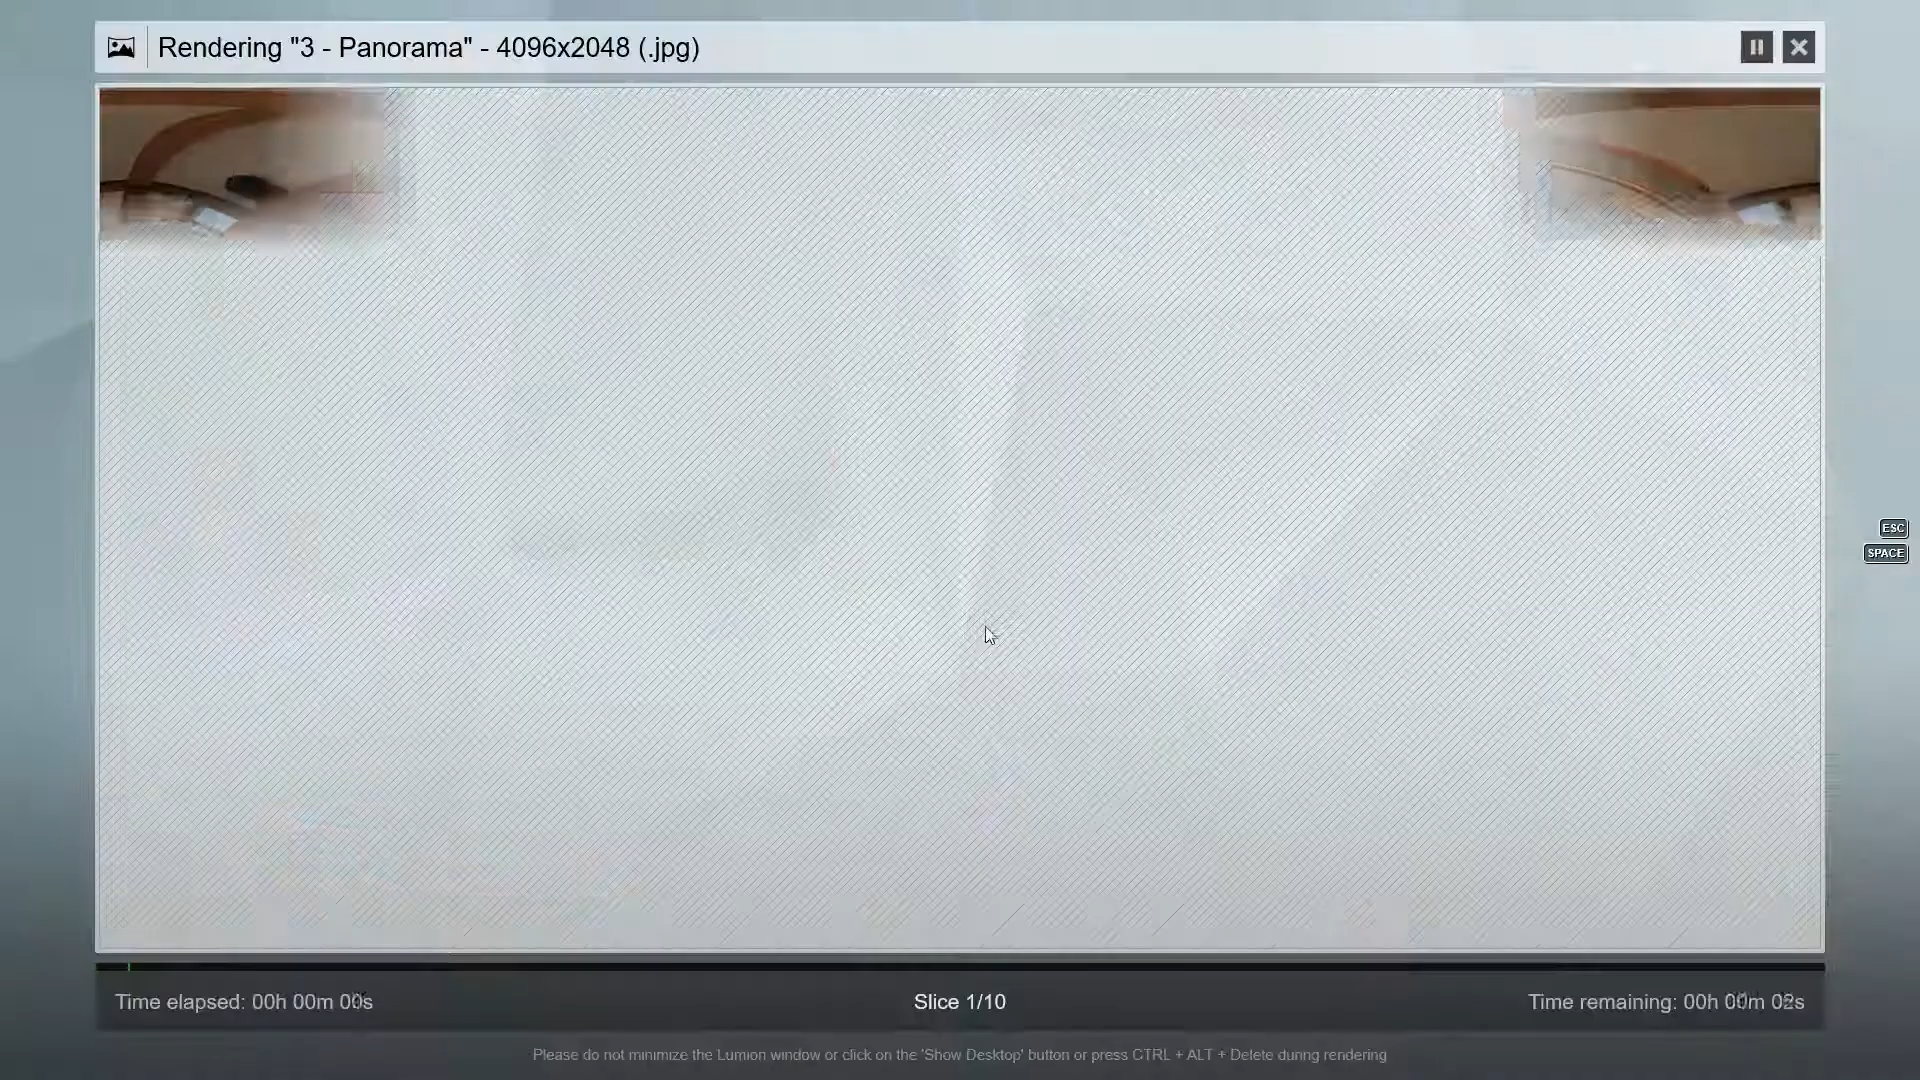 Rendering "3 - Panorama" - 4096x2048 (.jpg)
ESC
SPACE
Time elapsed: 00h 00m 00s
Slice 1/10
Time remaining: 00h 00m
Please do not minimize the Lumion window or click on the 'Show Desktop' button or press CTRL + ALT + Delete during rendering